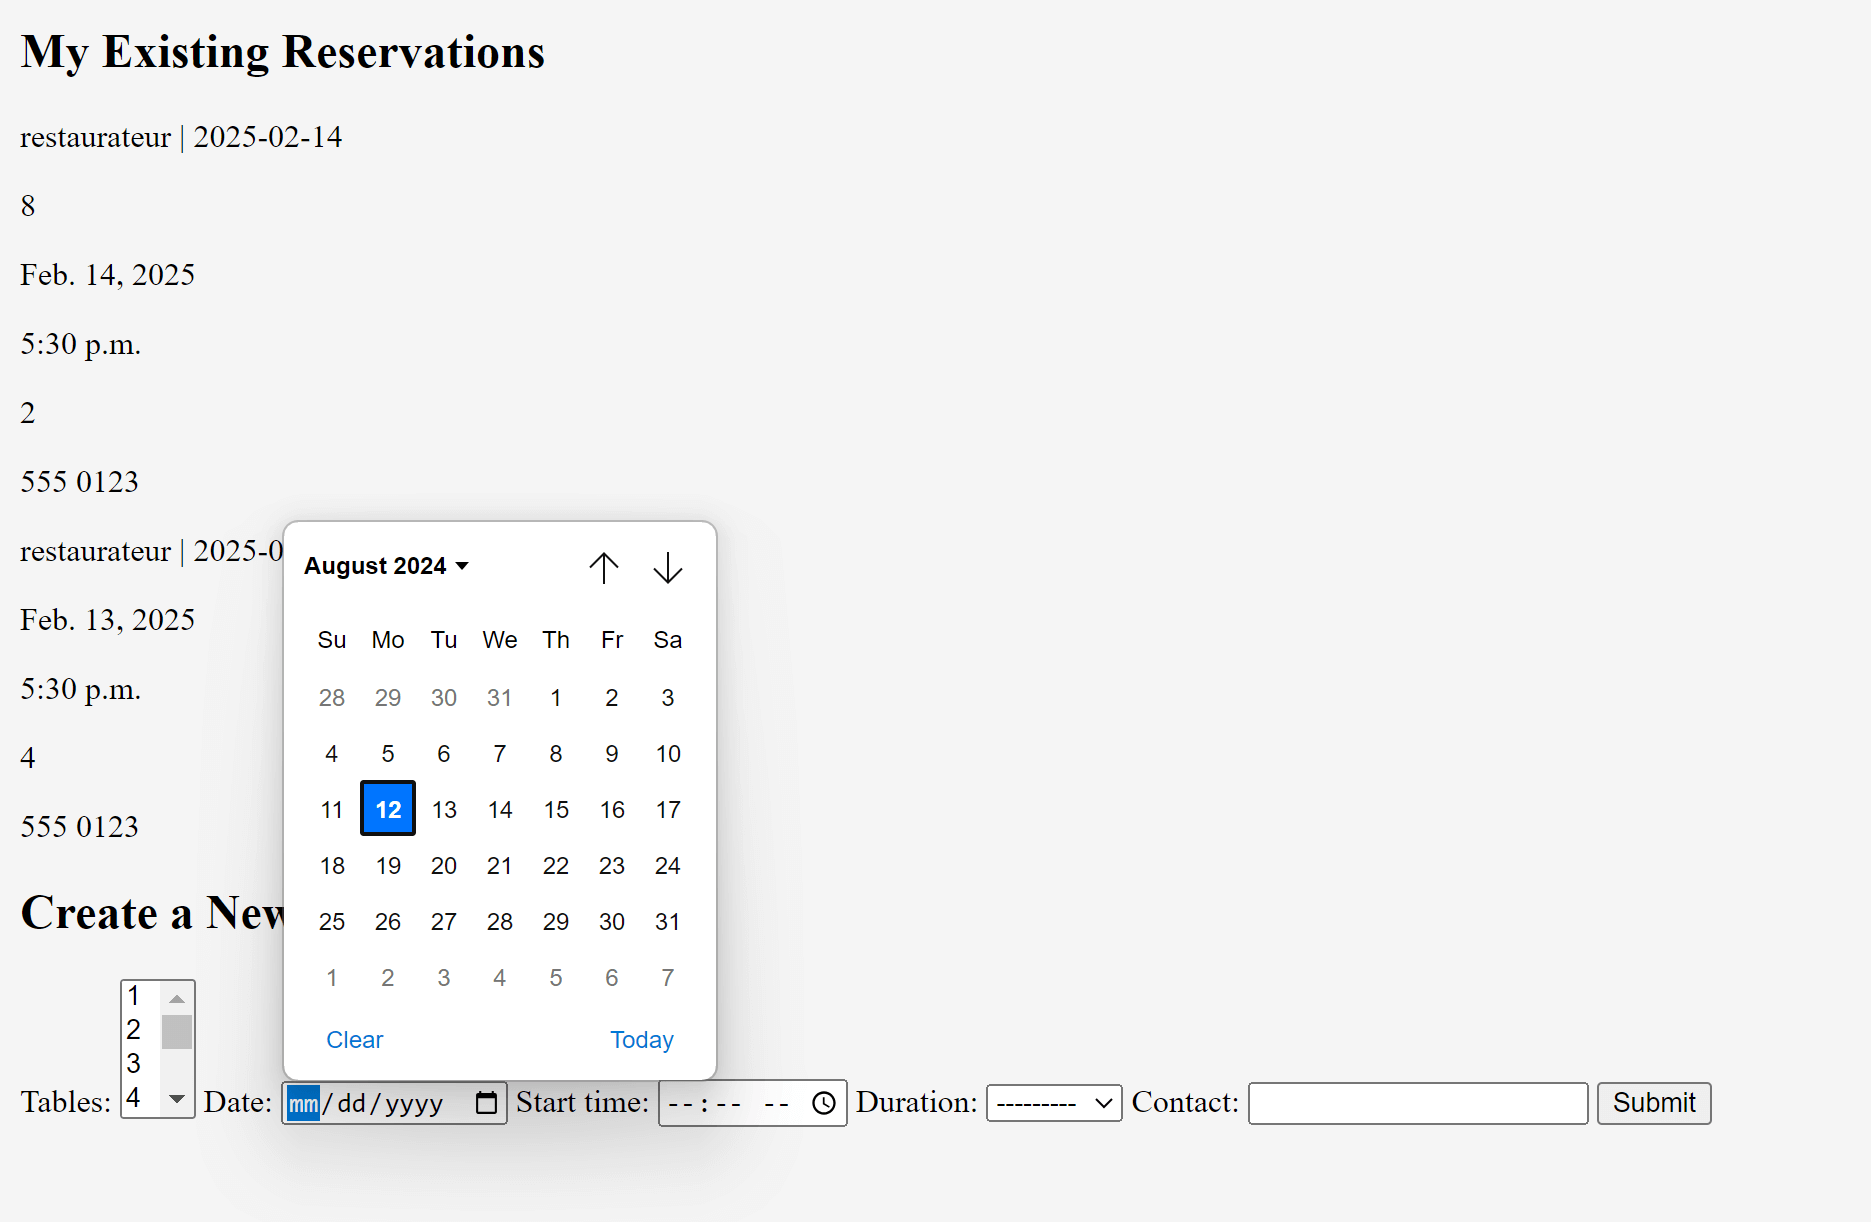 My Existing Reservations
restaurateur | 2025-02-14
8
Feb. 14, 2025
5:30 p.m.
2
555 0123
restaurateur | 2025-0
Feb. 13, 2025
5:30 p.m.
4
555 0123
Create a New
August 2024
Su Mo Tu We Th Fr Sa
28 29 30 31 1 2 3
4 5 6 7 8 9 10
11 12 13 14 15 16 17
18 19 20 21 22 23 24
25 26 27 28 29 30 31
1 2 3 4 5 6 7
Clear Today
1
2
3
4
Tables: Date: mm/dd/yyyy Start time: --:-- -- Duration: --------- Contact: Submit